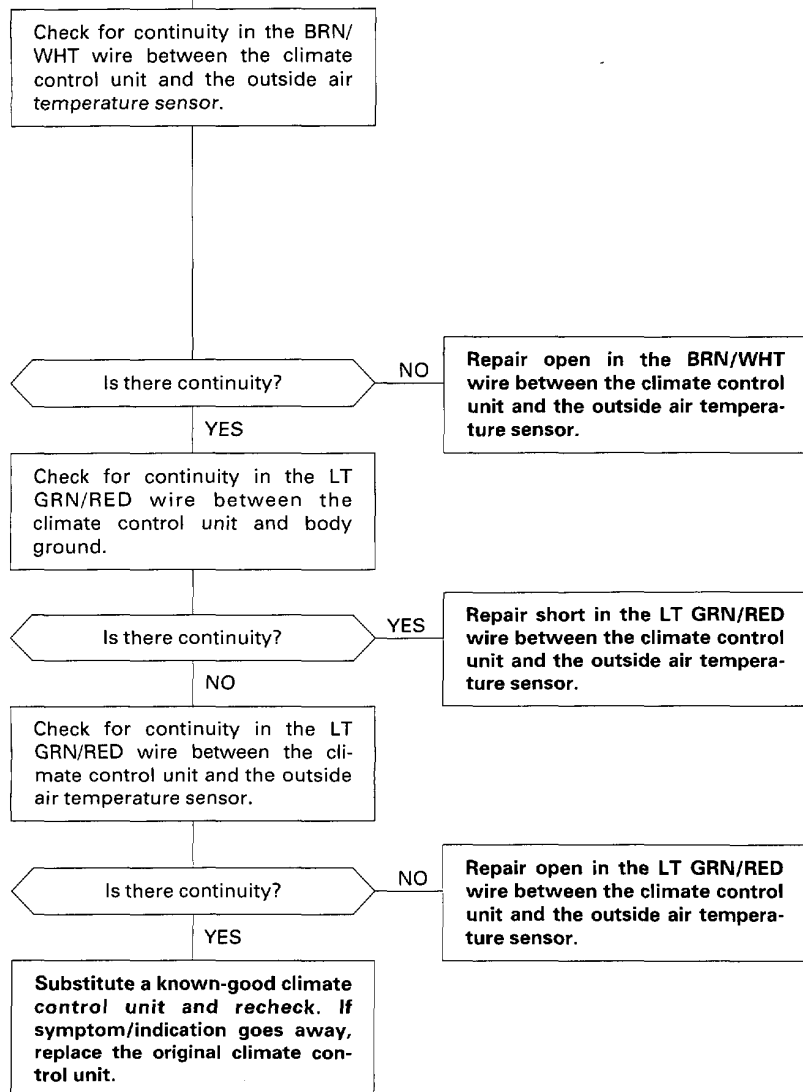 Check for continuity in the BRN/
WHT wire between the climate
control unit and the outside air
temperature sensor.
Is there continuity?
NO
Repair open in the BRN/WHT
wire between the climate control
unit and the outside air tempera-
ture sensor.
YES
Check for continuity in the LT
GRN/RED wire between the
climate control unit and body
ground.
Is there continuity?
YES
Repair short in the LT GRN/RED
wire between the climate control
unit and the outside air tempera-
ture sensor.
NO
Check for continuity in the LT
GRN/RED wire between the cli-
mate control unit and the outside
air temperature sensor.
Is there continuity?
NO
Repair open in the LT GRN/RED
wire between the climate control
unit and the outside air tempera-
ture sensor.
YES
Substitute a known-good climate
control unit and recheck. If
symptom/indication goes away,
replace the original climate con-
trol unit.